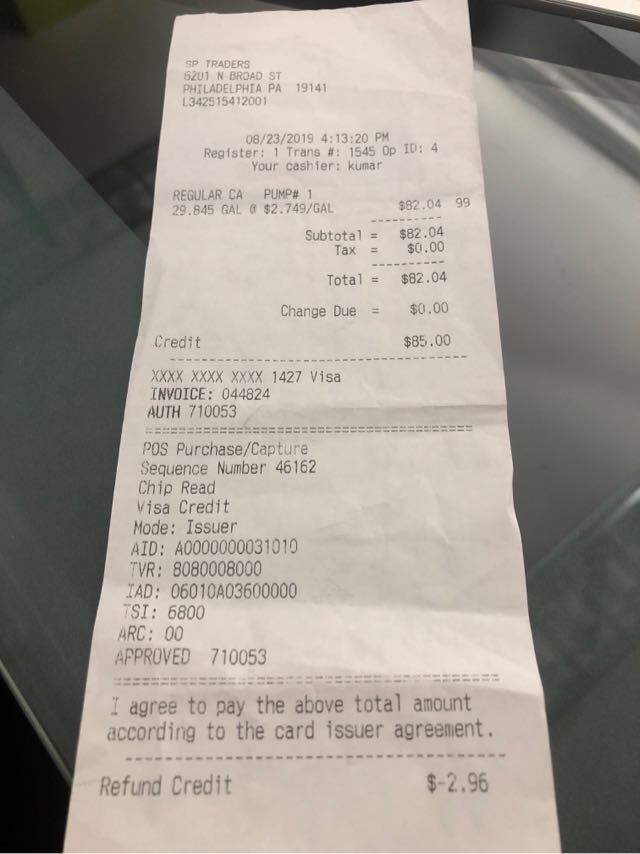 SP TRADERS
6201 N BROAD ST
PHILADELPHIA PA 19141
L342515412001
08/23/2019 4:13:20 PM
Register: 1 Trans #: 1545 Op ID: 4
Your cashier: kumar
REGULAR CA PUMP# 1
29.845 GAL @ $2.749/GAL $82.04 99
----------
Subtotal = $82.04
Tax = $0.00
----------
Total = $82.04
Change Due = $0.00
Credit $85.00
----------------------------------------
XXXX XXXX XXXX 1427 Visa
INVOICE: 044824
AUTH 710053
========================================
POS Purchase/Capture
Sequence Number 46162
Chip Read
Visa Credit
Mode: Issuer
AID: A0000000031010
TVR: 8080008000
IAD: 06010A03600000
TSI: 6800
ARC: 00
APPROVED 710053
========================================
I agree to pay the above total amount
according to the card issuer agreement.
----------------------------------------
Refund Credit $-2.96